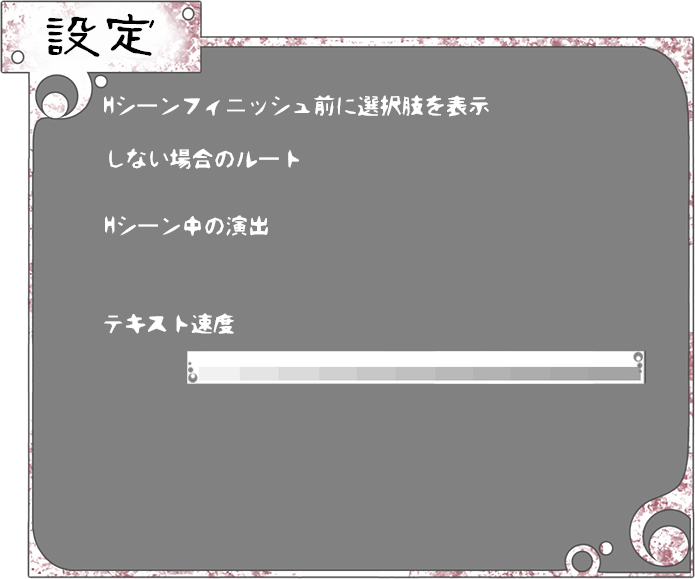 設定
Hシーンフィニッシュ前に選択肢を表示
しない場合のルート
Hシーン中の演出
テキスト速度